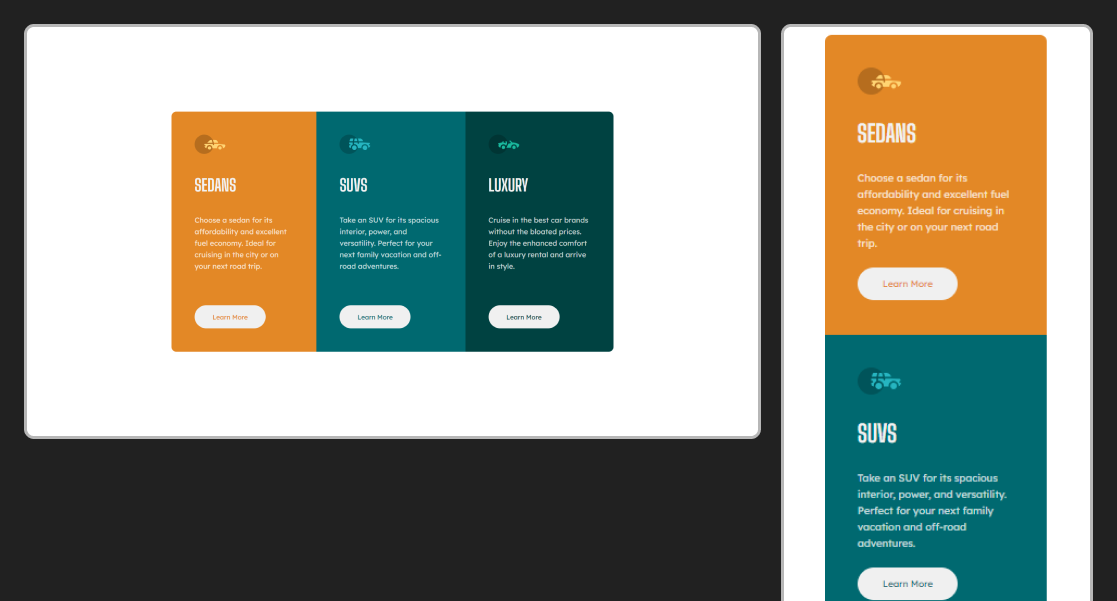 SEDANS
Choose a sedan for its
affordability and excellent
fuel economy. Ideal for
cruising in the city or on
your next road trip.
Learn More
SUVS
Take an SUV for its spacious
interior, power, and
versatility. Perfect for your
next family vacation and off-
road adventures.
Learn More
LUXURY
Cruise in the best car brands
without the bloated prices.
Enjoy the enhanced comfort
of a luxury rental and arrive
in style.
Learn More
SEDANS
Choose a sedan for its
affordability and excellent fuel
economy. Ideal for cruising in
the city or on your next road
trip.
Learn More
SUVS
Take an SUV for its spacious
interior, power, and versatility.
Perfect for your next family
vacation and off-road
adventures.
Learn More